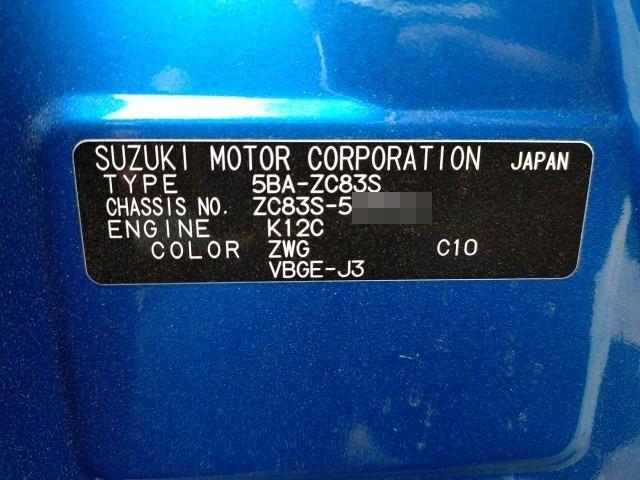 SUZUKI MOTOR CORPORATION JAPAN
TYPE 5BA-ZC83S
CHASSIS NO. ZC83S-5
ENGINE K12C
COLOR ZWG C10
VBGE-J3